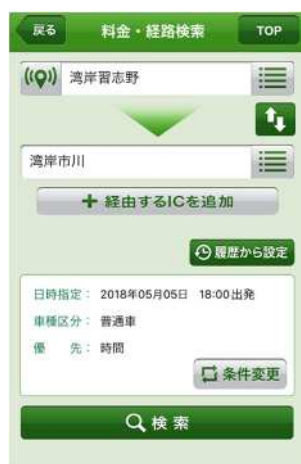 戻る 料金・経路検索 TOP
湾岸習志野
湾岸市川
+ 経由するICを追加
履歴から設定
日時指定： 2018年05月05日 18:00出発
車種区分： 普通車
優 先： 時間
条件変更
検 索